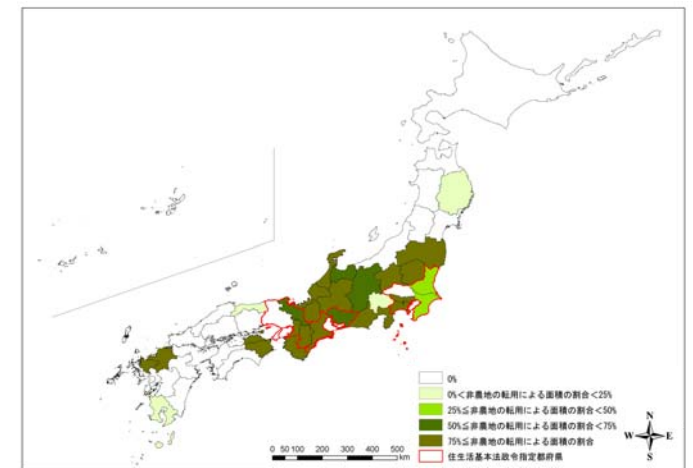 0%
0%<非農地の転用による面積の割合<25%
25%≦非農地の転用による面積の割合<50%
50%≦非農地の転用による面積の割合<75%
75%≦非農地の転用による面積の割合
住生活基本法政令指定都府県
0 50 100 200 300 400 500
km
N
W E
S